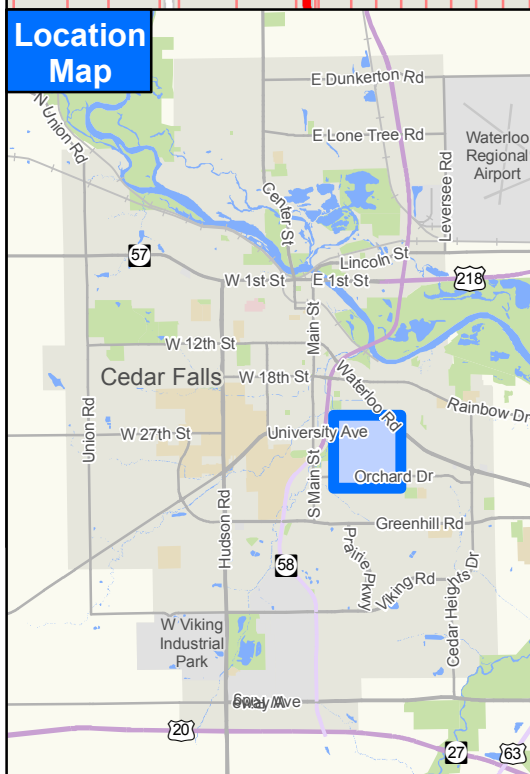 Location
Map
E Dunkerton Rd
N Union Rd
E Lone Tree Rd
Waterloo
Regional
Airport
Leversee Rd
Center St
Lincoln St
57
W 1st St
E 1st St
218
Main St
W 12th St
Cedar Falls
W 18th St
Waterloo Rd
Rainbow Dr
Union Rd
W 27th St
University Ave
S Main St
Orchard Dr
Hudson Rd
Greenhill Rd
58
Prairie Pkwy
Viking Rd
Cedar Heights Dr
W Viking
Industrial
Park
Ave
20
27
63